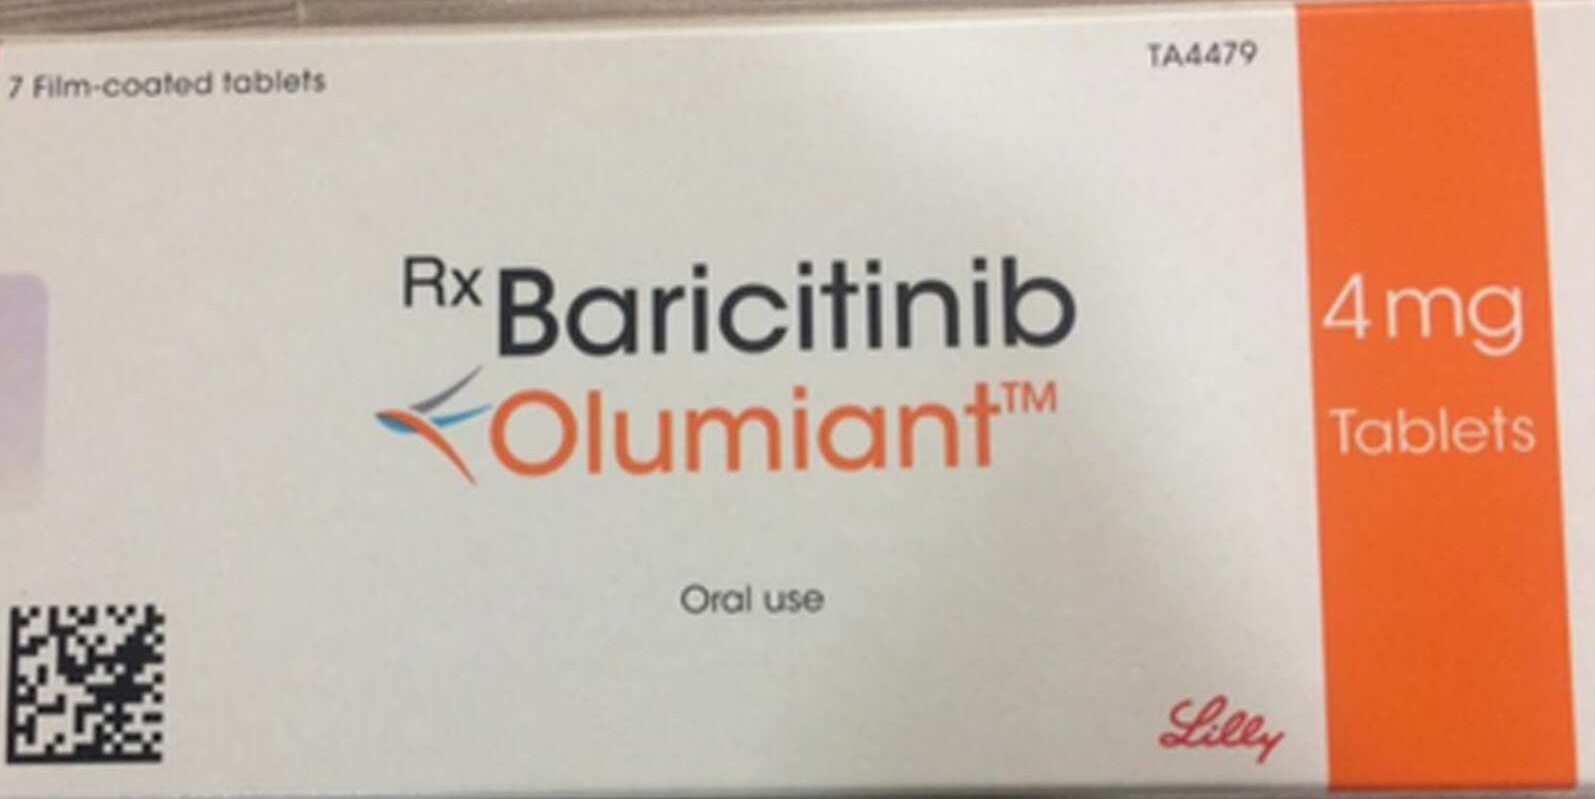 7 Film-coated tablets
TA4479
Rx Baricitinib
Olumiant™
4 mg
Tablets
Oral use
Lilly